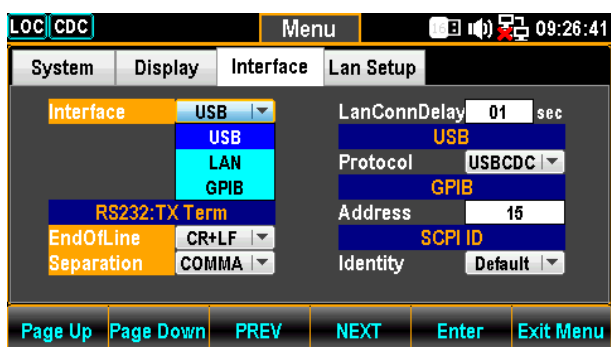 LOC CDC Menu 16E 09:26:41
System Display Interface Lan Setup
Interface USB
USB
LAN
GPIB
RS232:TX Term
EndOfLine CR+LF
Separation COMMA
LanConnDelay 01 sec
USB
Protocol USBCDC
GPIB
Address 15
SCPI ID
Identity Default
Page Up Page Down PREV NEXT Enter Exit Menu